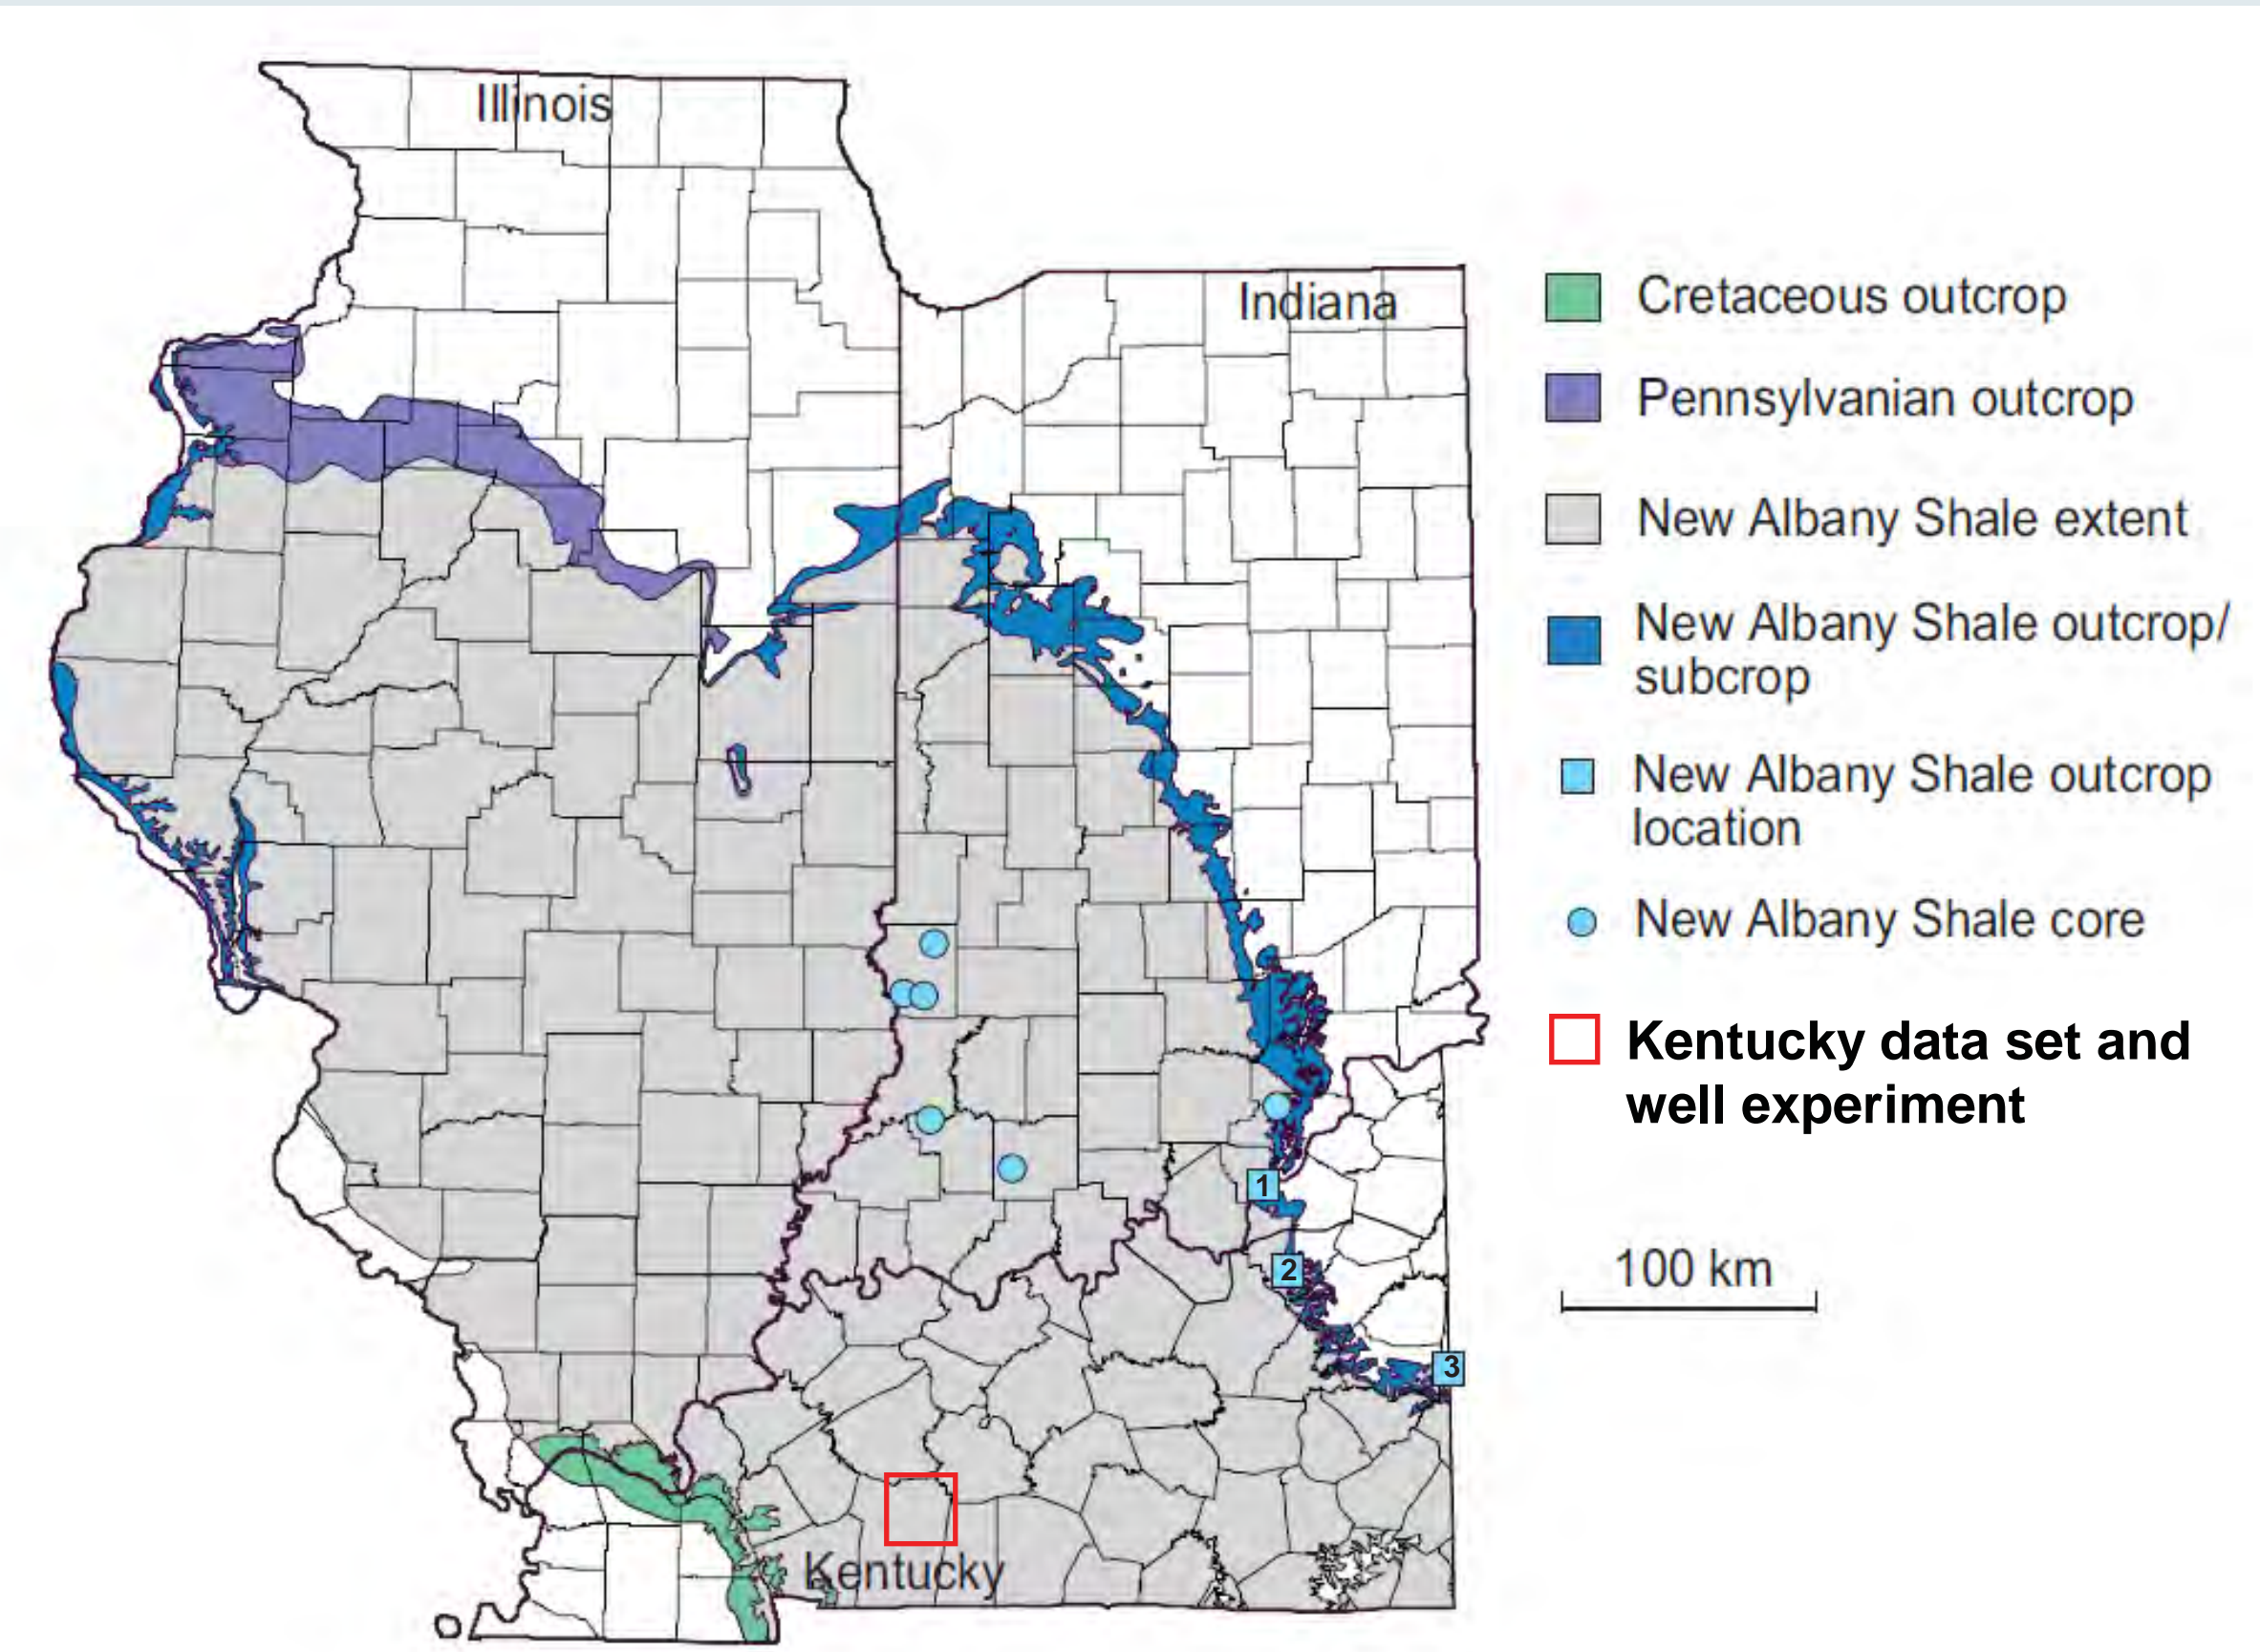 Illinois
Indiana
Kentucky
1
2
3
Cretaceous outcrop
Pennsylvanian outcrop
New Albany Shale extent
New Albany Shale outcrop/
subcrop
New Albany Shale outcrop
location
New Albany Shale core
Kentucky data set and
well experiment
100 km